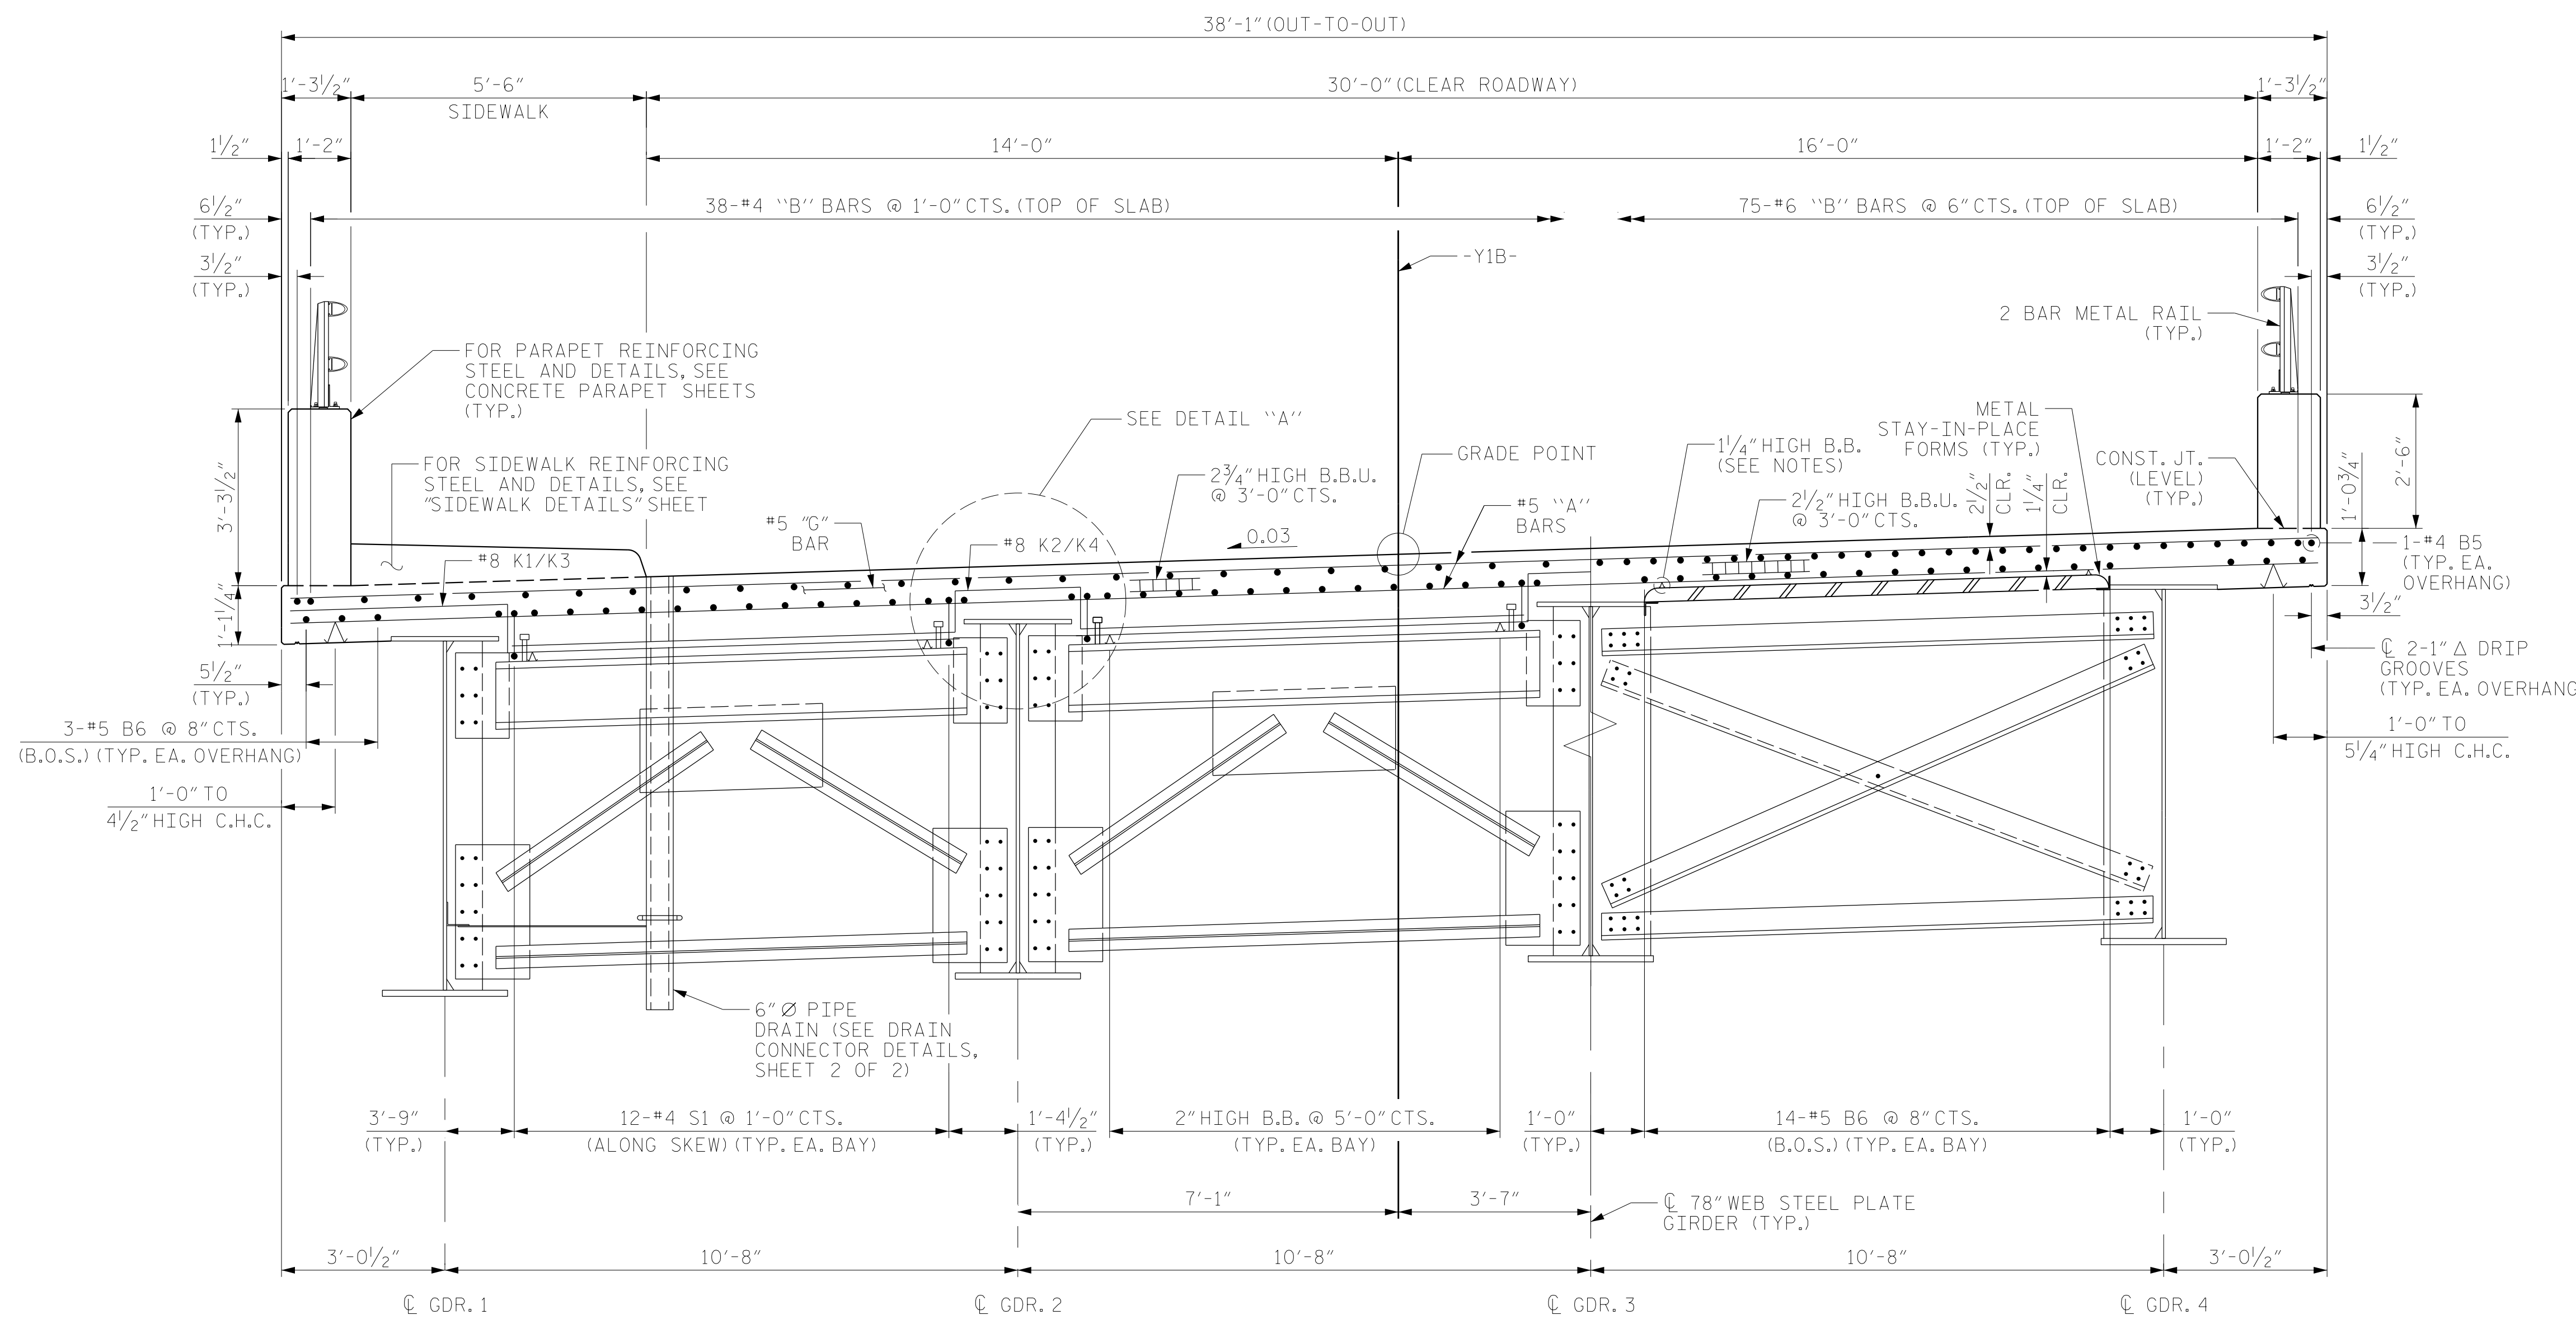 38'-1" (OUT-TO-OUT)
1'-3½"
5'-6"
SIDEWALK
30'-0" (CLEAR ROADWAY)
1'-3½"
1½"
1'-2"
14'-0"
16'-0"
1'-2"
1½"
6½"
(TYP.)
38-#4 ``B'' BARS @ 1'-0" CTS. (TOP OF SLAB)
75-#6 ``B'' BARS @ 6" CTS. (TOP OF SLAB)
6½"
(TYP.)
3½"
(TYP.)
-Y1B-
3½"
(TYP.)
2 BAR METAL RAIL
(TYP.)
FOR PARAPET REINFORCING
STEEL AND DETAILS, SEE
CONCRETE PARAPET SHEETS
(TYP.)
SEE DETAIL ``A''
GRADE POINT
1¼" HIGH B.B.
(SEE NOTES)
METAL
STAY-IN-PLACE
FORMS (TYP.)
CONST. JT.
(LEVEL)
(TYP.)
2'-6"
1'-0¾"
3'-3½"
FOR SIDEWALK REINFORCING
STEEL AND DETAILS, SEE
"SIDEWALK DETAILS" SHEET
2¾" HIGH B.B.U.
@ 3'-0" CTS.
#5 ``A''
BARS
2½" HIGH B.B.U.
@ 3'-0" CTS.
2½"
CLR.
1¼"
CLR.
#5 "G"
BAR
#8 K2/K4
0.03
#8 K1/K3
1-#4 B5
(TYP. EA.
OVERHANG)
1'-1¼"
3½"
5½"
(TYP.)
℄ 2-1" △ DRIP
GROOVES
(TYP. EA. OVERHANG
3-#5 B6 @ 8" CTS.
(B.O.S.) (TYP. EA. OVERHANG)
1'-0" TO
5¼" HIGH C.H.C.
1'-0" TO
4½" HIGH C.H.C.
6" Ø PIPE
DRAIN (SEE DRAIN
CONNECTOR DETAILS,
SHEET 2 OF 2)
3'-9"
(TYP.)
12-#4 S1 @ 1'-0" CTS.
(ALONG SKEW) (TYP. EA. BAY)
1'-4½"
(TYP.)
2" HIGH B.B. @ 5'-0" CTS.
(TYP. EA. BAY)
1'-0"
(TYP.)
14-#5 B6 @ 8" CTS.
(B.O.S.) (TYP. EA. BAY)
1'-0"
(TYP.)
7'-1"
3'-7"
℄ 78" WEB STEEL PLATE
GIRDER (TYP.)
3'-0½"
10'-8"
10'-8"
10'-8"
3'-0½"
℄ GDR. 1
℄ GDR. 2
℄ GDR. 3
℄ GDR. 4